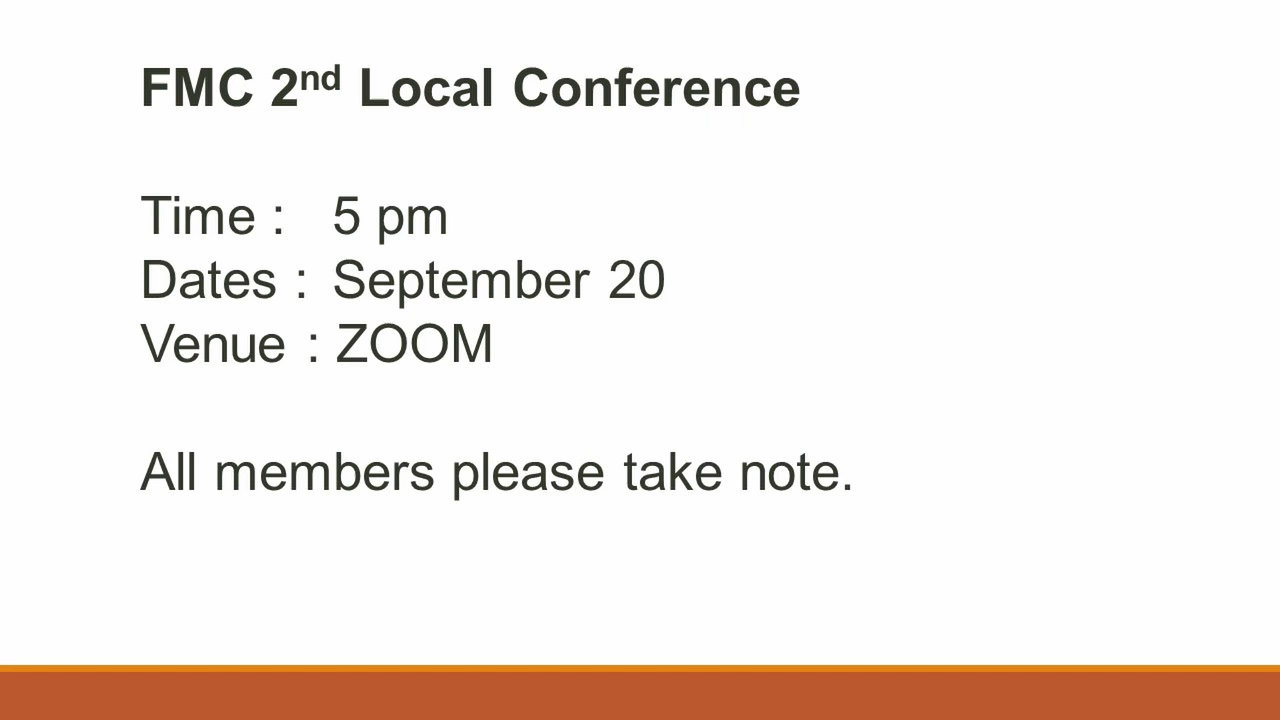 FMC 2nd Local Conference
Time : 5 pm
Dates : September 20
Venue : ZOOM
All members please take note.